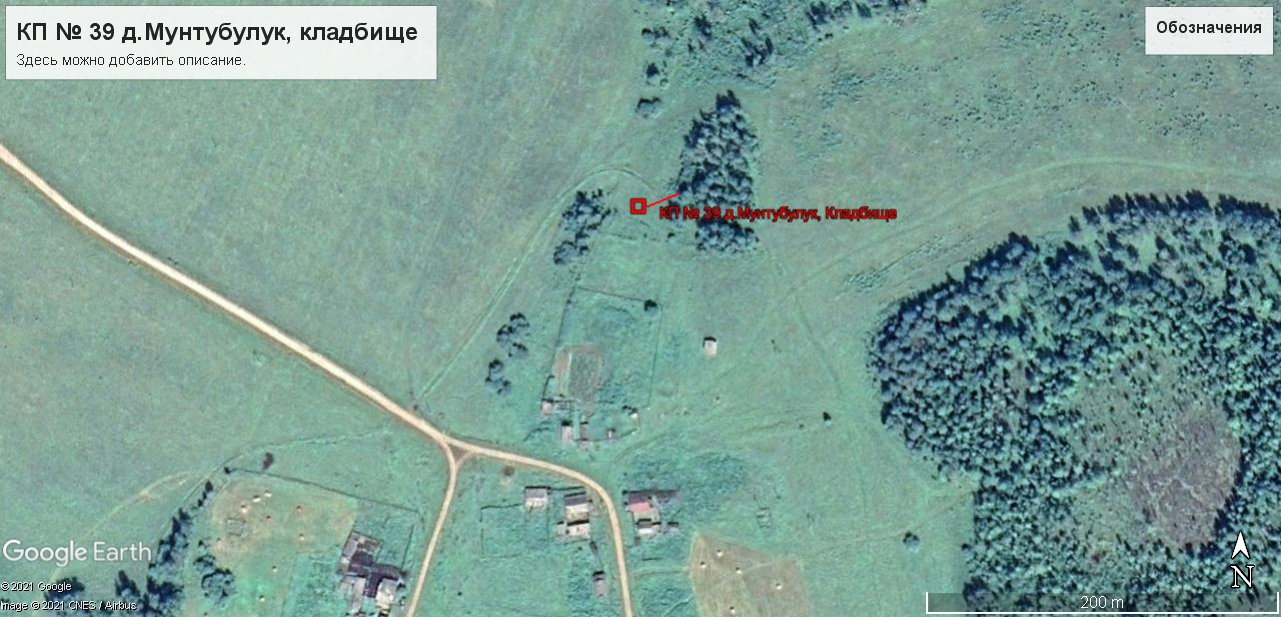 КП № 39 д.Мунтубулук, кладбище
Здесь можно добавить описание.
Обозначения
КП № 39 д.Мунтубулук, Кладбище
Google Earth
© 2021 Google
mage © 2021 CNES / Airbus
N
200 m